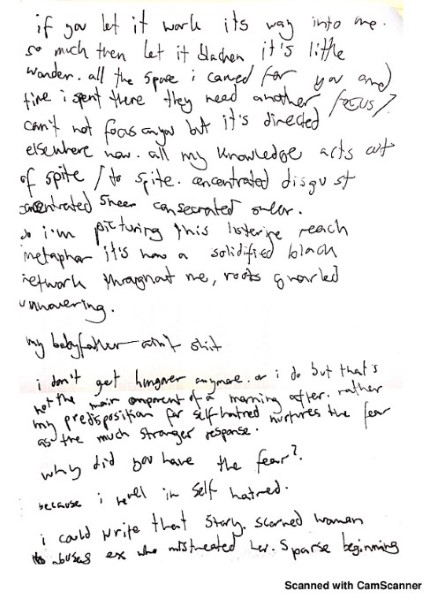 if you let it work its way into me.
so much then let it blacken it's little
wonder. all the space i carved for you and
time i spent there they need another focus/
can't not focus on you but it's directed
elsewhere now. all my knowledge acts out
of spite / to spite. concentrated disgust
concentrated sneer consecrated
so i'm picturing this festering reach
metaphor it's now a solidified black
network throughout me, roots gnarled
unwavering.
my babyfather ain't shit
i don't get hungover anymore. or i do but that's
not the main component of a morning after. rather
my predisposition for self hatred nurtures the fear
as the much stronger response.
why did you have the fear?
because i revel in self hatred.
i could write that story. scorned woman
abuses ex who mistreated her. Sparse beginning
Scanned with CamScanner